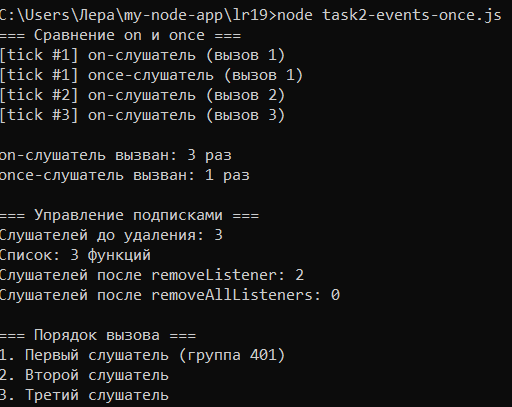 C:\Users\Лера\my-node-app\lr19>node task2-events-once.js
=== Сравнение on и once ===
[tick #1] on-слушатель (вызов 1)
[tick #1] once-слушатель (вызов 1)
[tick #2] on-слушатель (вызов 2)
[tick #3] on-слушатель (вызов 3)
on-слушатель вызван: 3 раз
once-слушатель вызван: 1 раз
=== Управление подписками ===
Слушателей до удаления: 3
Список: 3 функций
Слушателей после removeListener: 2
Слушателей после removeAllListeners: 0
=== Порядок вызова ===
1. Первый слушатель (группа 401)
2. Второй слушатель
3. Третий слушатель